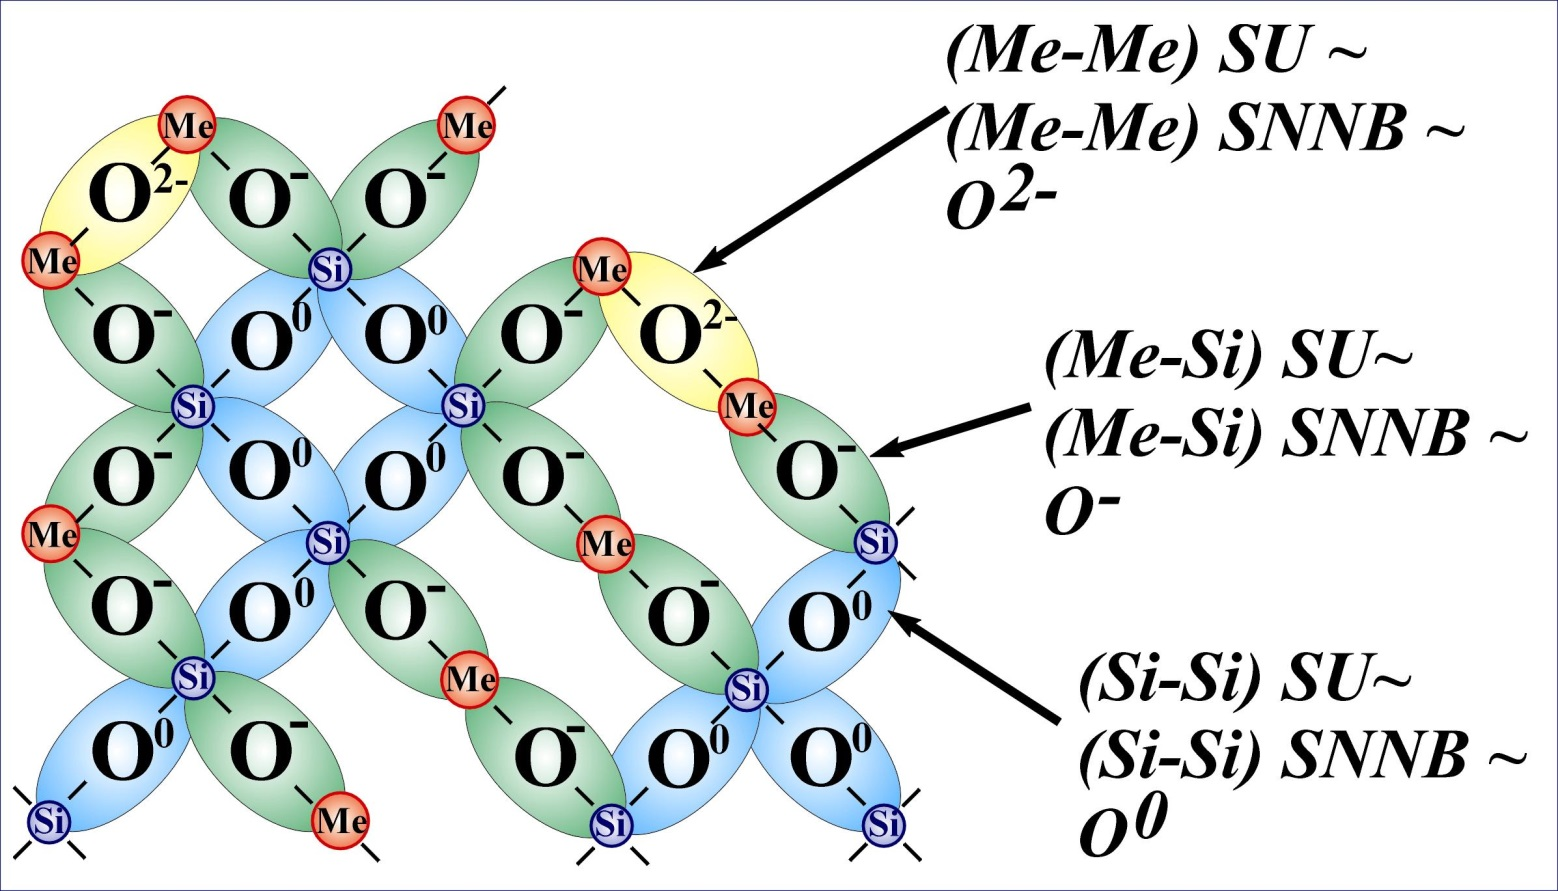 (Me-Me) SU ~
(Me-Me) SNNB ~
O2-
(Me-Si) SU~
(Me-Si) SNNB ~
O-
(Si-Si) SU~
(Si-Si) SNNB ~
O0
Me Me
O2- O- O-
Me Si Me
O- O0 O0 O- O2-
Si Si Me
O- O0 O0 O- O-
Me Si Me Si
O- O0 O- O- O0
Si Me Si
O0 O- O- O0 O0
Si Me Si Si